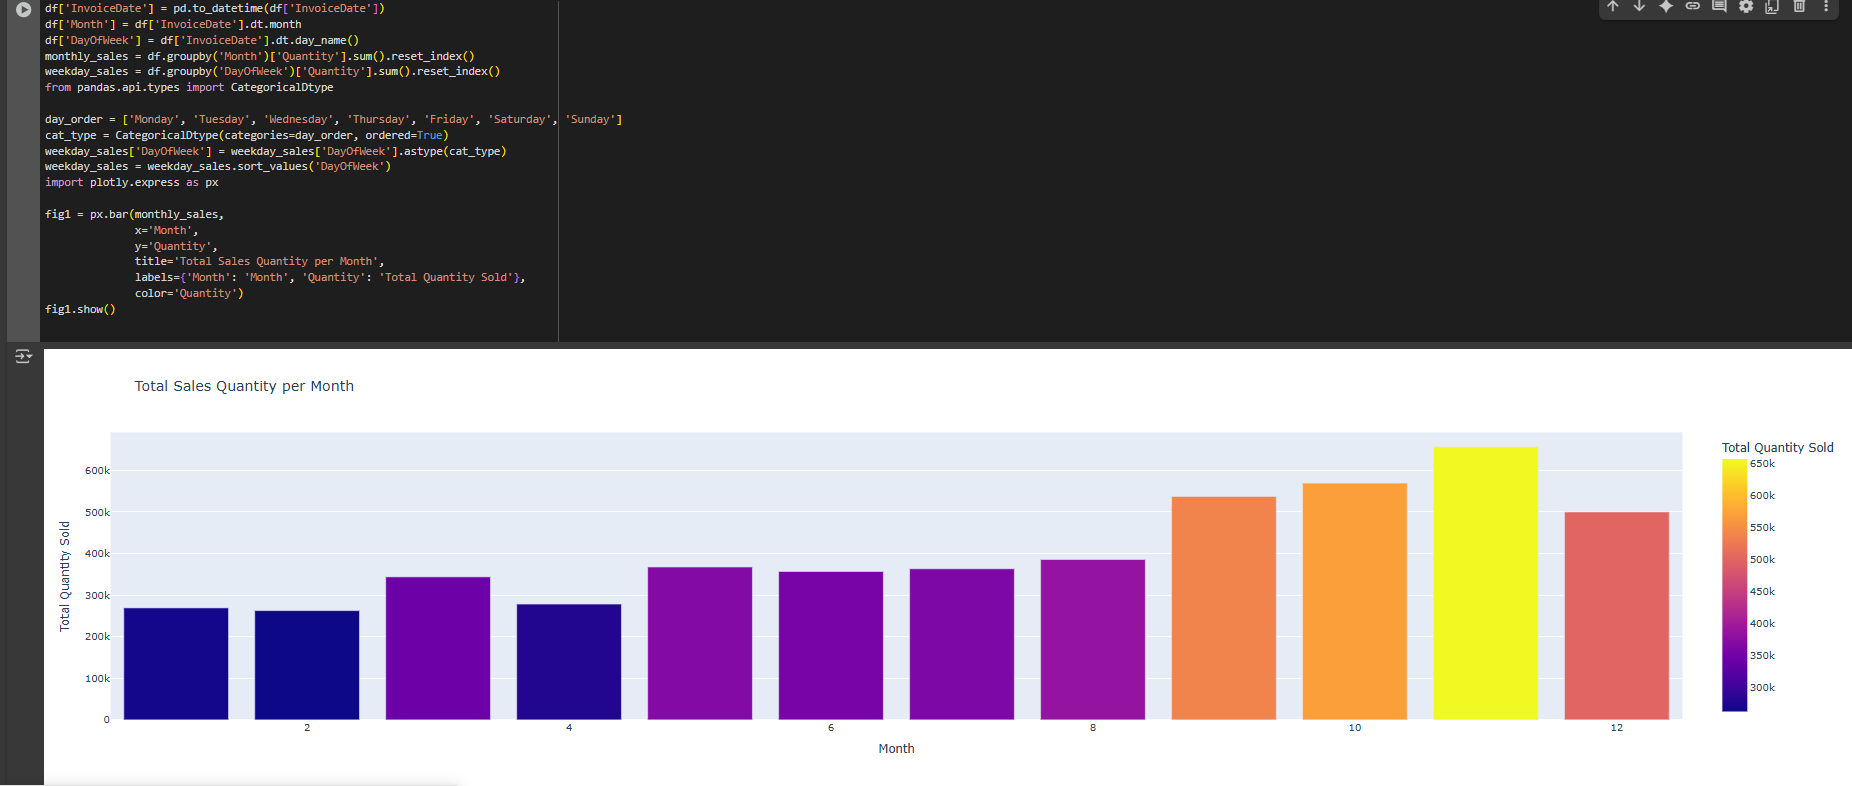 df['InvoiceDate'] = pd.to_datetime(df['InvoiceDate'])
df['Month'] = df['InvoiceDate'].dt.month
df['DayOfWeek'] = df['InvoiceDate'].dt.day_name()
monthly_sales = df.groupby('Month')['Quantity'].sum().reset_index()
weekday_sales = df.groupby('DayOfWeek')['Quantity'].sum().reset_index()
from pandas.api.types import CategoricalDtype
day_order = ['Monday', 'Tuesday', 'Wednesday', 'Thursday', 'Friday', 'Saturday', 'Sunday']
cat_type = CategoricalDtype(categories=day_order, ordered=True)
weekday_sales['DayOfWeek'] = weekday_sales['DayOfWeek'].astype(cat_type)
weekday_sales = weekday_sales.sort_values('DayOfWeek')
import plotly.express as px
fig1 = px.bar(monthly_sales,
x='Month',
y='Quantity',
title='Total Sales Quantity per Month',
labels={'Month': 'Month', 'Quantity': 'Total Quantity Sold'},
color='Quantity')
fig1.show()
Total Sales Quantity per Month
Total Quantity Sold
600k
500k
400k
300k
200k
100k
0
2
4
6
8
10
12
Month
Total Quantity Sold
650k
600k
550k
500k
450k
400k
350k
300k